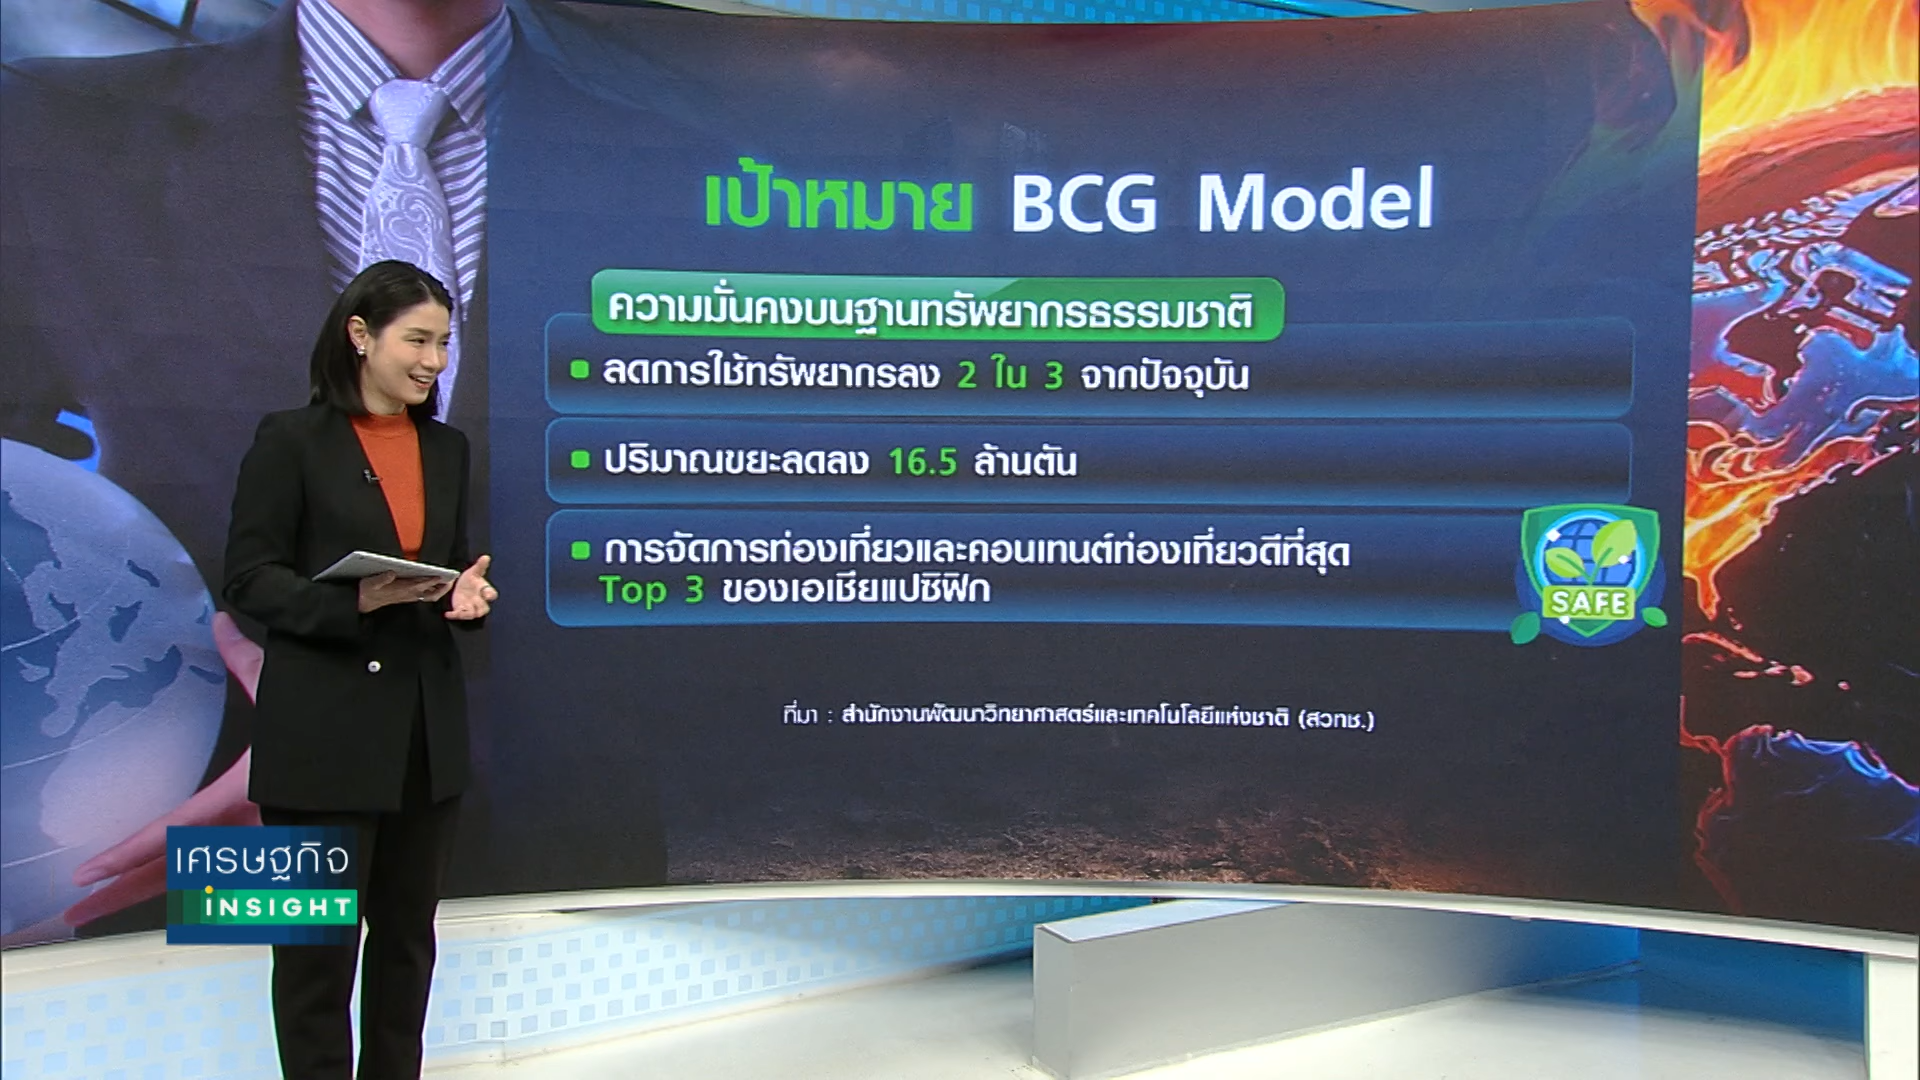 เป้าหมาย BCG Model
ความมั่นคงบนฐานทรัพยากรธรรมชาติ
ลดการใช้ทรัพยากรลง 2 ใน 3 จากปัจจุบัน
ปริมาณขยะลดลง 16.5 ล้านตัน
การจัดการท่องเที่ยวและคอนเทนต์ท่องเที่ยวดีที่สุด
Top 3 ของเอเชียแปซิฟิก
SAFE
ที่มา : สำนักงานพัฒนาวิทยาศาสตร์และเทคโนโลยีแห่งชาติ (สวทช.)
เศรษฐกิจ
iNSIGHT